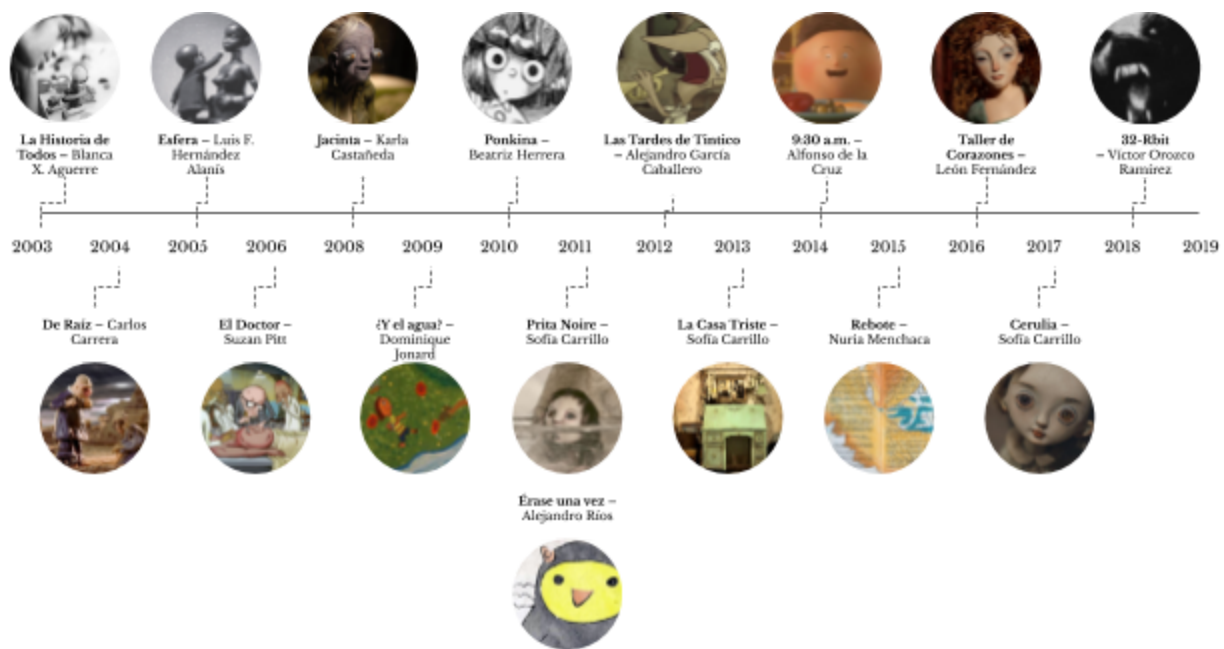 La Historia de
Todos – Blanca
X. Aguerre
Esfera – Luis F.
Hernández
Alanís
Jacinta – Karla
Castañeda
Ponkina –
Beatriz Herrera
Las Tardes de Tintico
– Alejandro García
Caballero
9:30 a.m. –
Alfonso de la
Cruz
Taller de
Corazones –
León Fernández
32-Rbit
– Victor Orozco
Ramirez
2003 2004 2005 2006 2008 2009 2010 2011 2012 2013 2014 2015 2016 2017 2018 2019
De Raíz – Carlos
Carrera
El Doctor –
Suzan Pitt
¿Y el agua? –
Dominique
Jonard
Prita Noire –
Sofía Carrillo
La Casa Triste –
Sofía Carrillo
Rebote –
Nuria Menchaca
Cerulia –
Sofía Carrillo
Érase una vez –
Alejandro Ríos